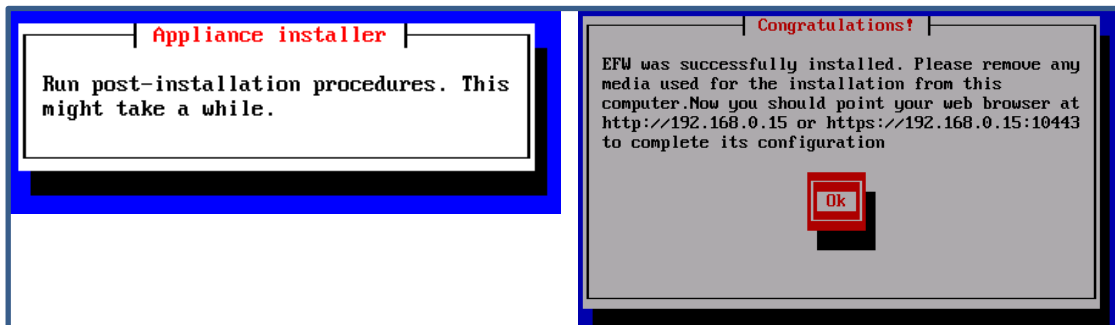 Appliance installer
Run post-installation procedures. This
might take a while.
Congratulations!
EFW was successfully installed. Please remove any
media used for the installation from this
computer.Now you should point your web browser at
http://192.168.0.15 or https://192.168.0.15:10443
to complete its configuration
Ok